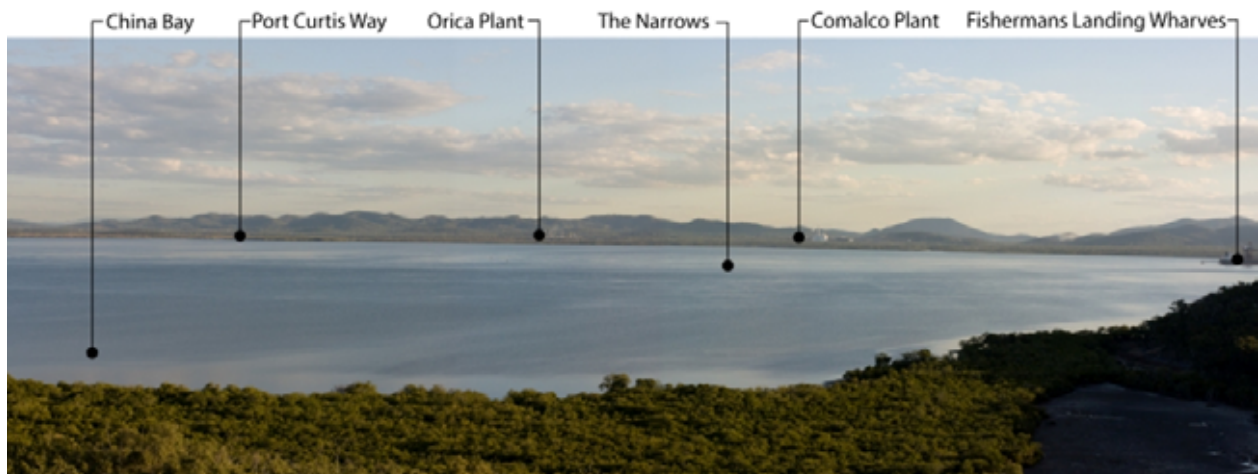 China Bay
Port Curtis Way
Orica Plant
The Narrows
Comalco Plant
Fishermans Landing Wharves